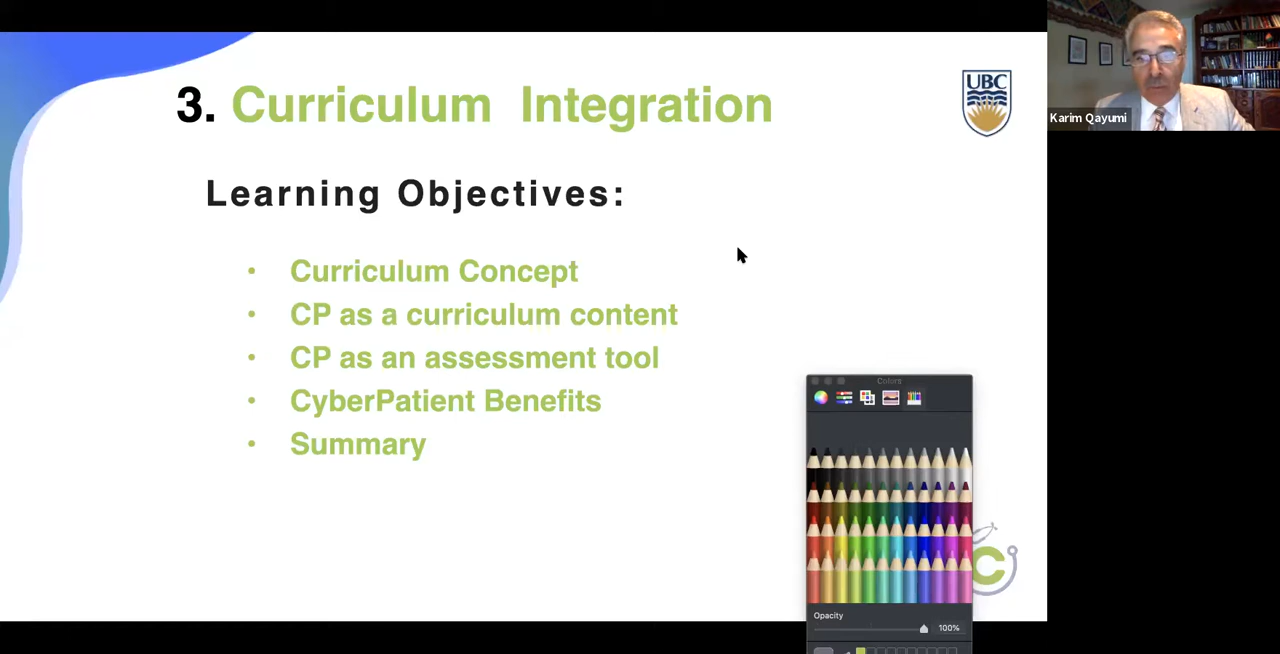 3. Curriculum Integration
UBC
Karim Qayumi
Learning Objectives:
• Curriculum Concept
• CP as a curriculum content
• CP as an assessment tool
• CyberPatient Benefits
• Summary
Colors
C
Opacity
100%